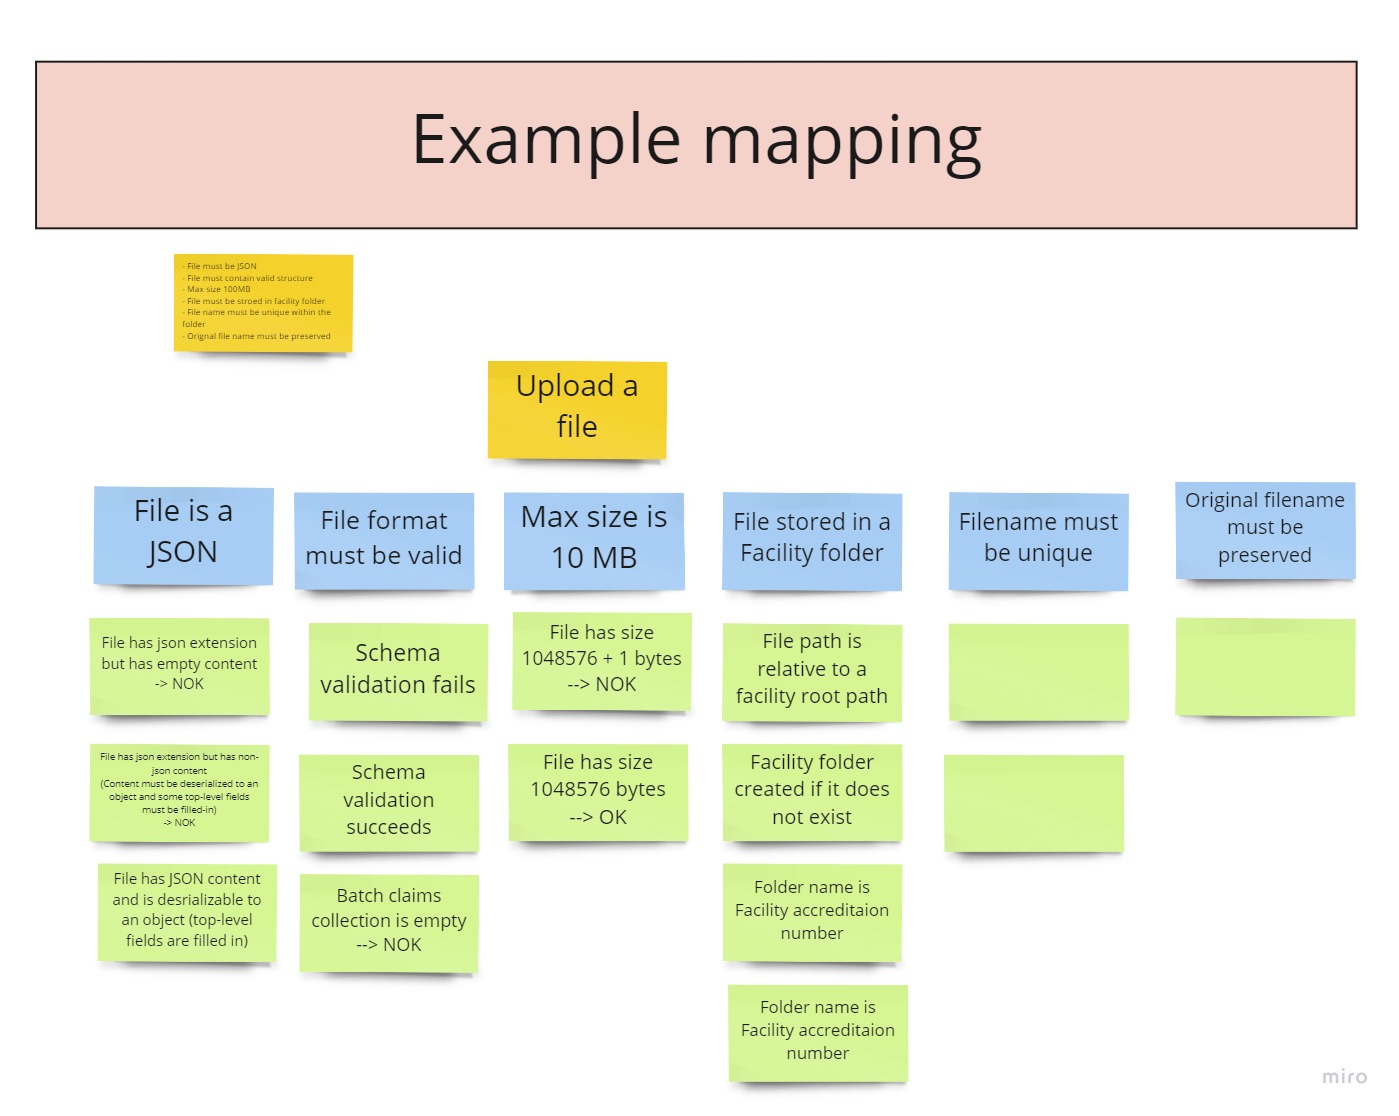 Example mapping
- File must be JSON
- File must contain valid structure
- Max size 100MB
- File must be stroed in facility folder
- File name must be unique within the
folder
- Orignal file name must be preserved
Upload a
file
File is a
JSON
File format
must be valid
Max size is
10 MB
File stored in a
Facility folder
Filename must
be unique
Original filename
must be
preserved
File has json extension
but has empty content
-> NOK
Schema
validation fails
File has size
1048576 + 1 bytes
--> NOK
File path is
relative to a
facility root path
File has json extension but has non-
json content
(Content must be deserialized to an
object and some top-level fields
must be filled-in)
-> NOK
Schema
validation
succeeds
File has size
1048576 bytes
--> OK
Facility folder
created if it does
not exist
File has JSON content
and is desrializable to
an object (top-level
fields are filled in)
Batch claims
collection is empty
--> NOK
Folder name is
Facility accreditaion
number
Folder name is
Facility accreditaion
number
miro